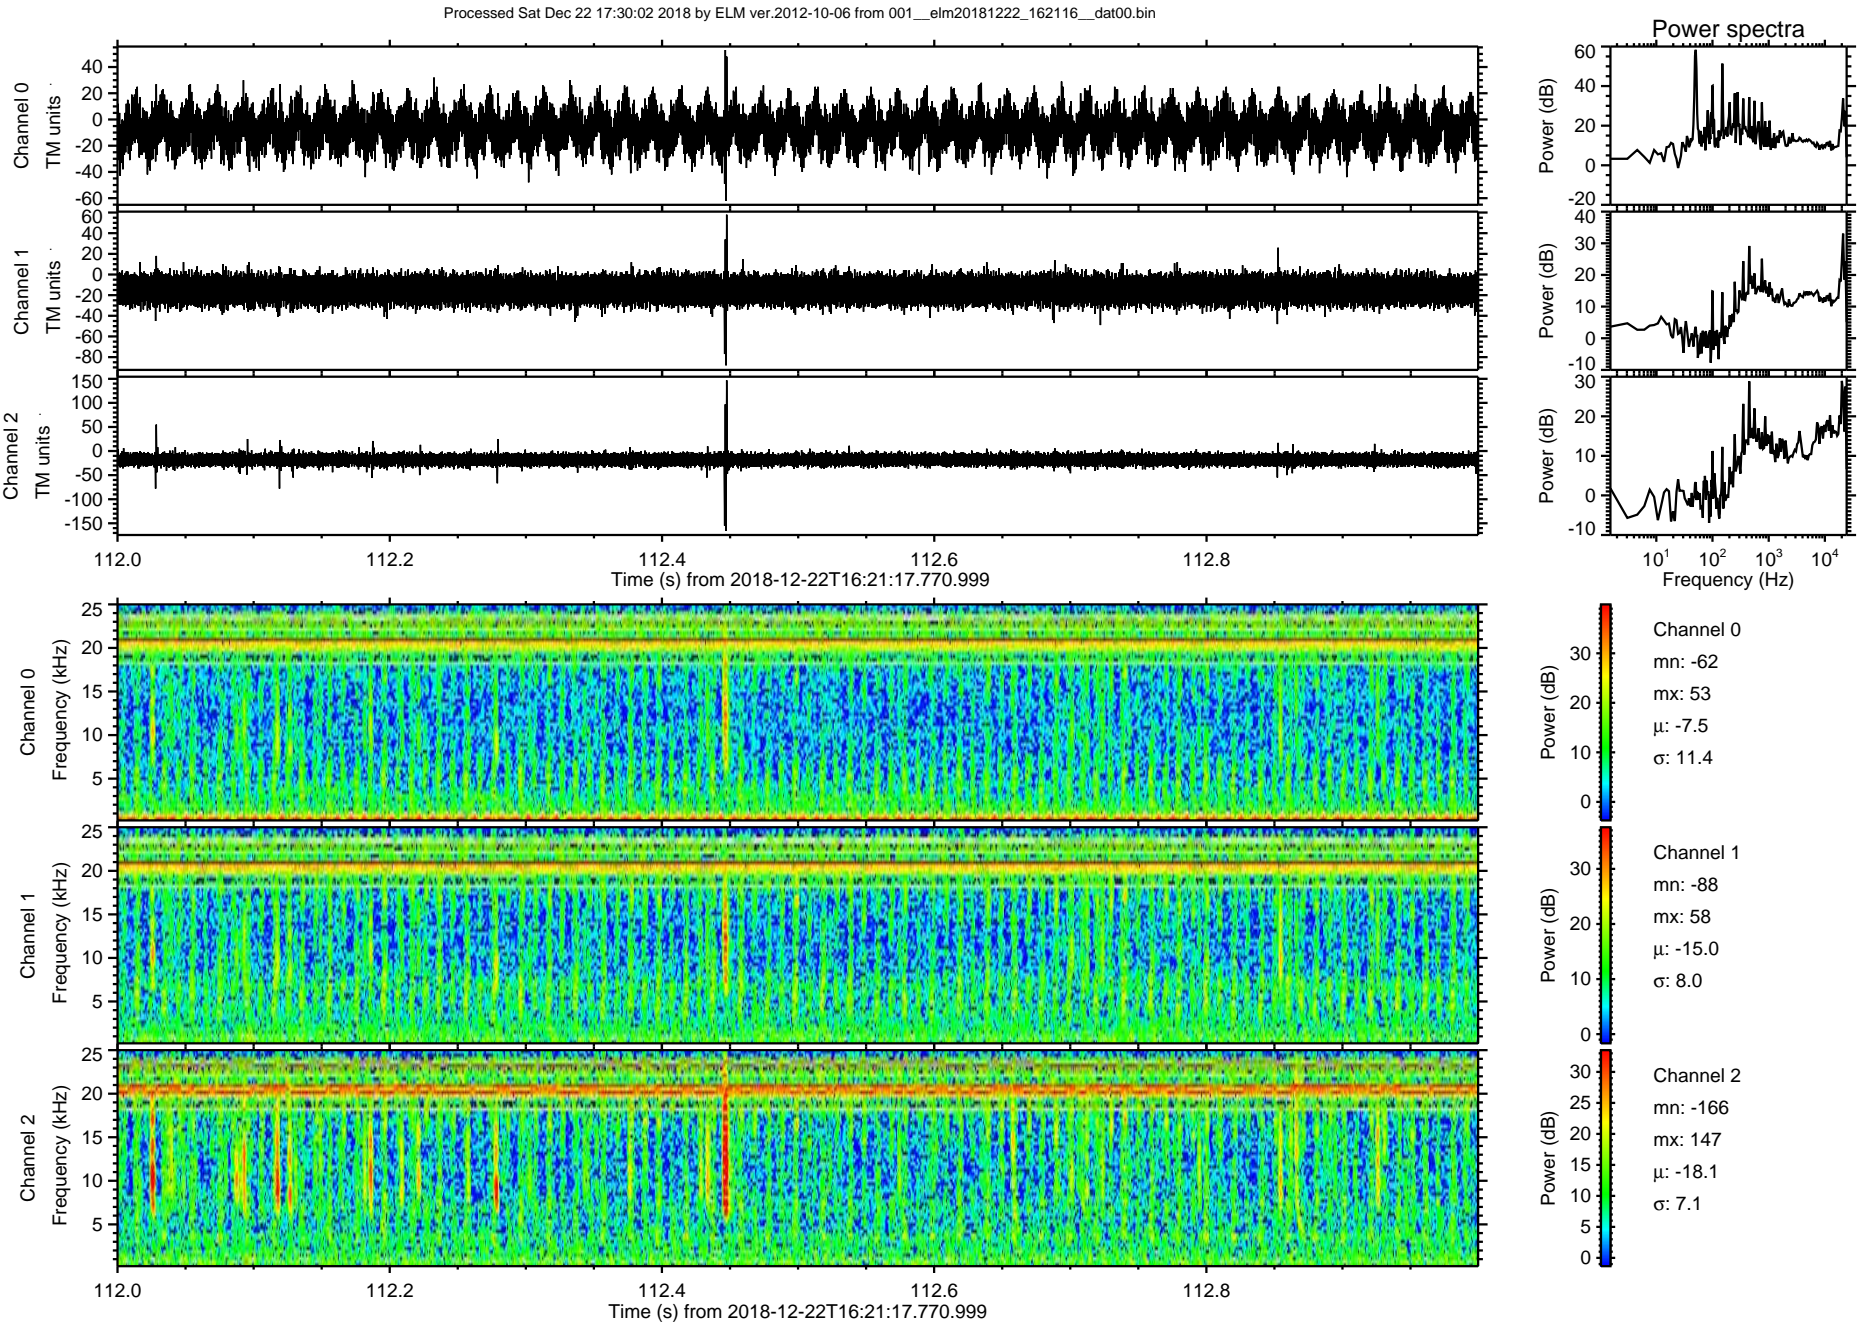 Processed Sat Dec 22 17:30:02 2018 by ELM ver.2012-10-06 from 001__elm20181222_162116__dat00.bin
Power spectra
Channel 0
TM units
40
20
0
-20
-40
-60
Power (dB)
60
40
20
0
-20
Channel 1
TM units
60
40
20
0
-20
-40
-60
-80
Power (dB)
40
30
20
10
0
-10
Channel 2
TM units
150
100
50
0
-50
-100
-150
Power (dB)
30
20
10
0
-10
112.0 112.2 112.4 112.6 112.8
Time (s) from 2018-12-22T16:21:17.770.999
10¹ 10² 10³ 10⁴
Frequency (Hz)
Channel 0
Frequency (kHz)
25
20
15
10
5
Power (dB)
30
20
10
0
Channel 0
mn: -62
mx: 53
μ: -7.5
σ: 11.4
Channel 1
Frequency (kHz)
25
20
15
10
5
Power (dB)
30
20
10
0
Channel 1
mn: -88
mx: 58
μ: -15.0
σ: 8.0
Channel 2
Frequency (kHz)
25
20
15
10
5
Power (dB)
30
25
20
15
10
5
0
Channel 2
mn: -166
mx: 147
μ: -18.1
σ: 7.1
112.0 112.2 112.4 112.6 112.8
Time (s) from 2018-12-22T16:21:17.770.999